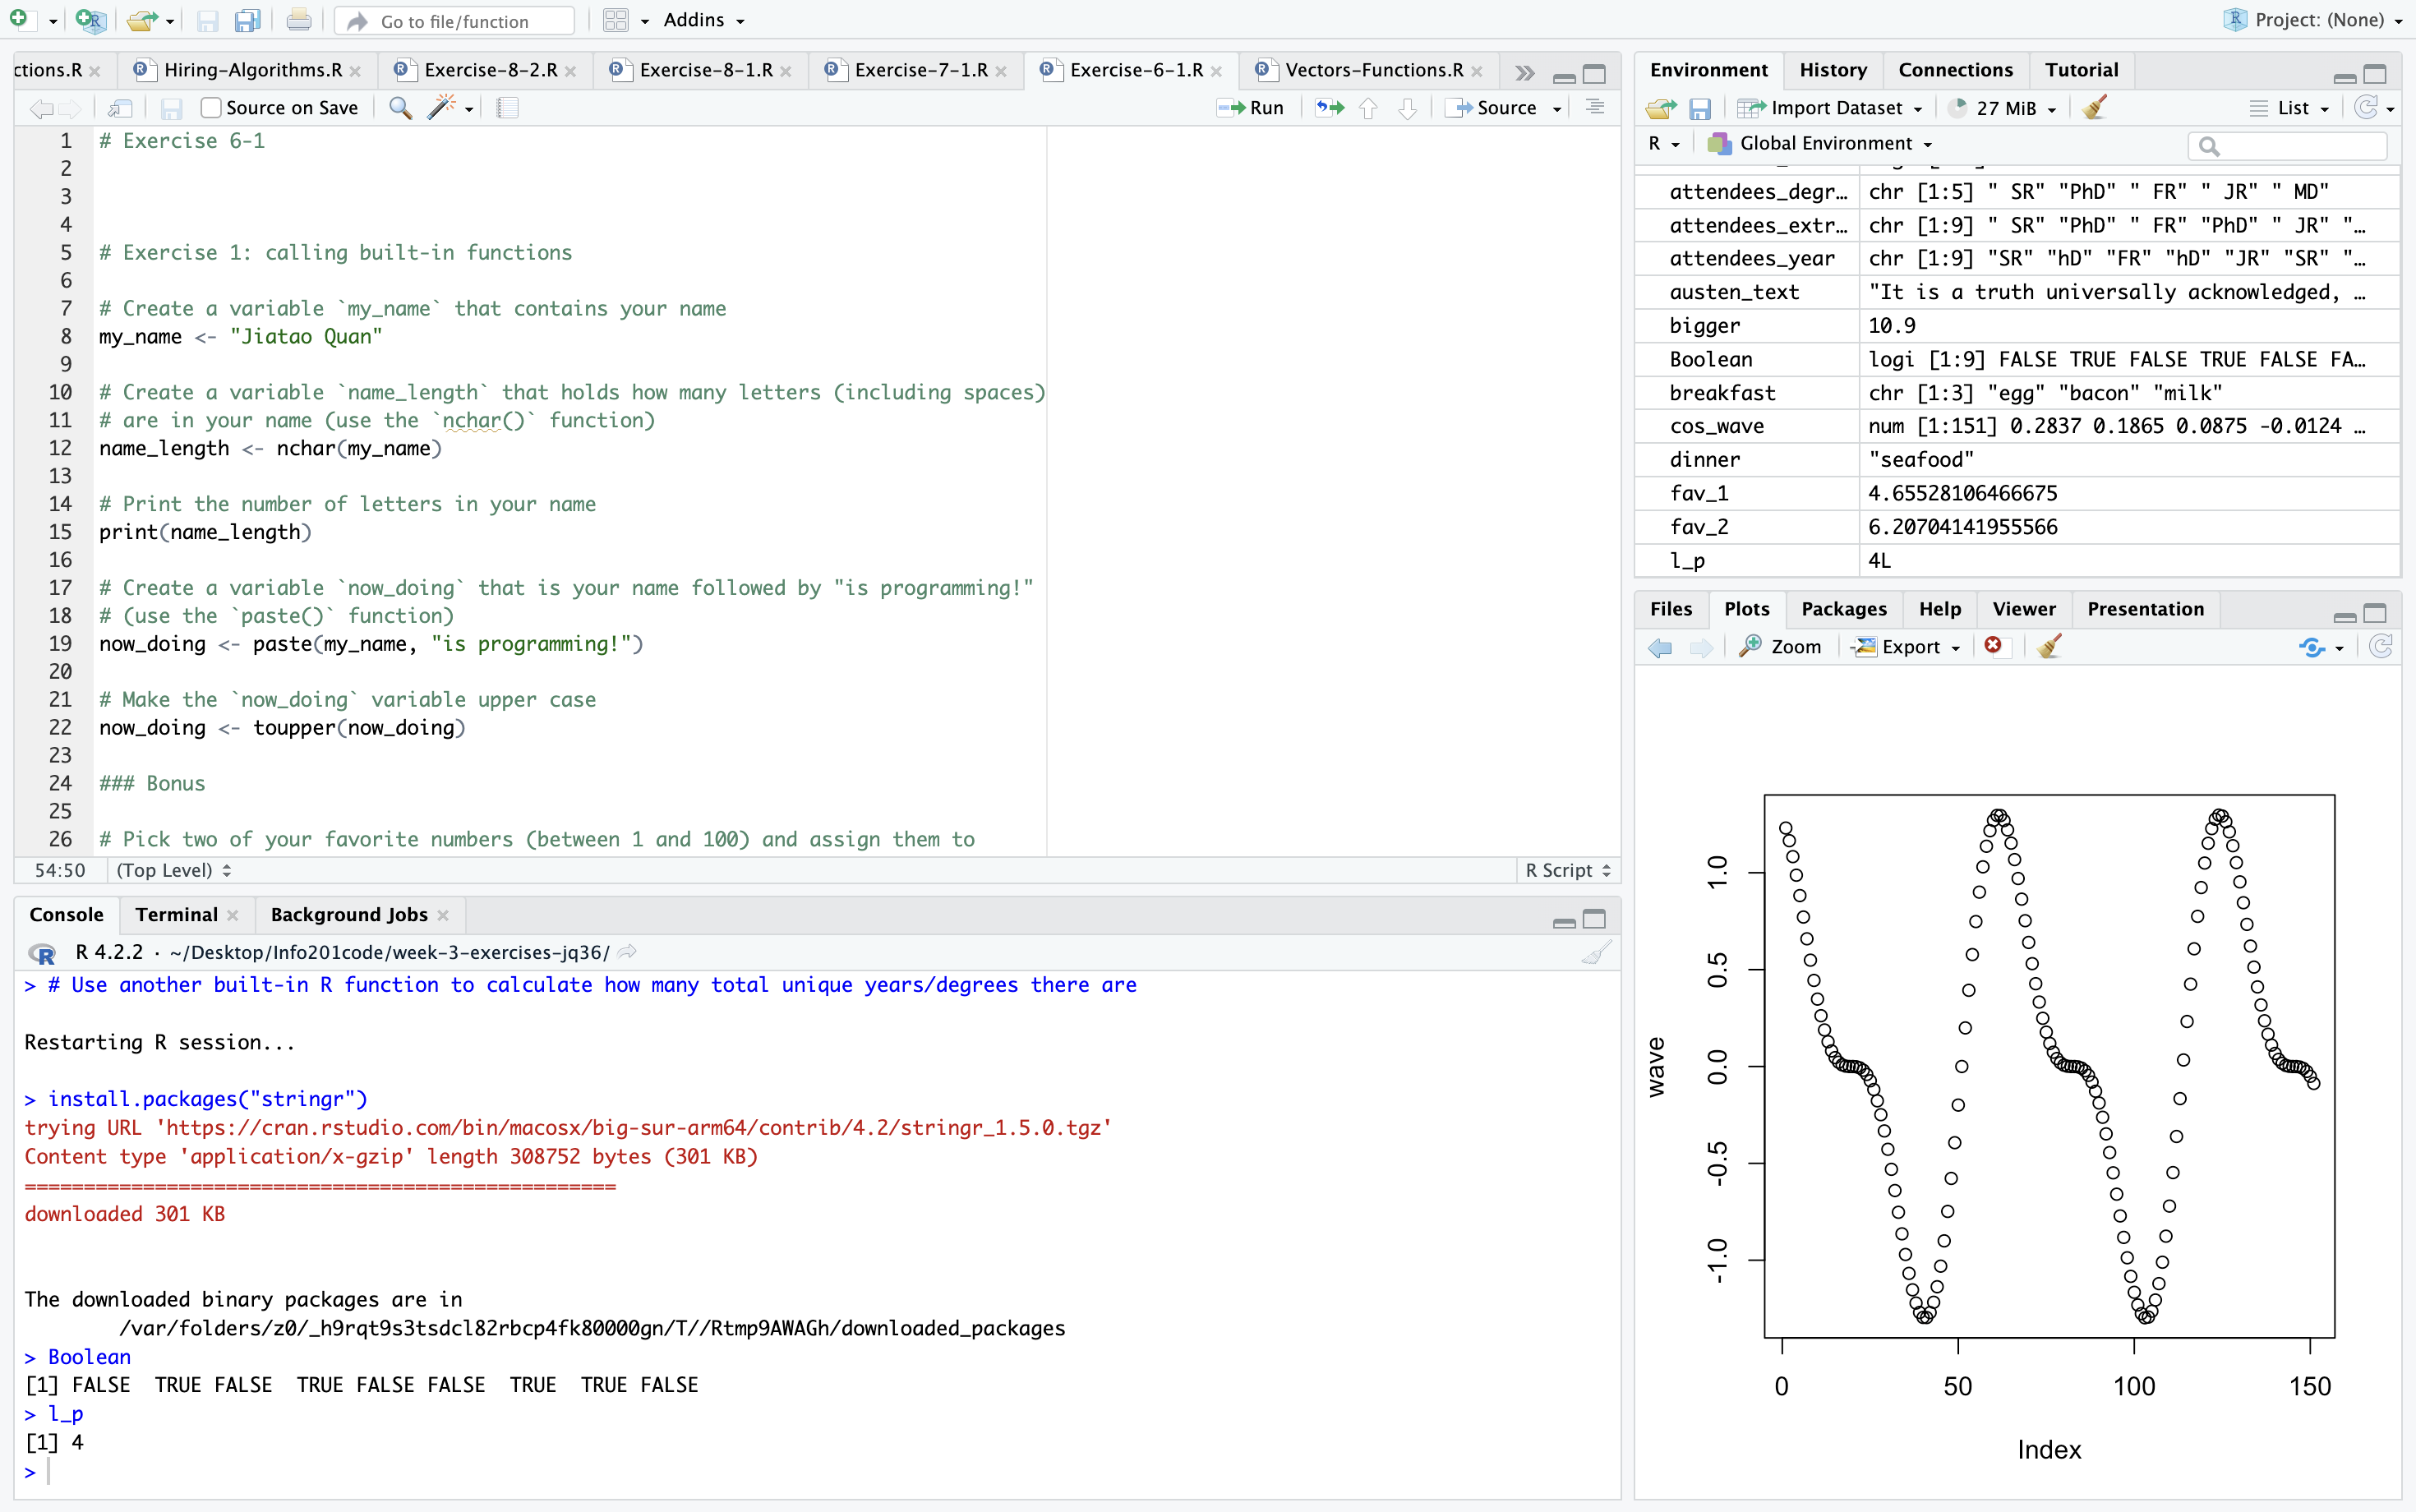 Go to file/function
Addins
Project: (None)
ctions.R
Hiring-Algorithms.R
Exercise-8-2.R
Exercise-8-1.R
Exercise-7-1.R
Exercise-6-1.R
Vectors-Functions.R
Source on Save
Run
Source
1 # Exercise 6-1
2
3
4
5 # Exercise 1: calling built-in functions
6
7 # Create a variable `my_name` that contains your name
8 my_name <- "Jiatao Quan"
9
10 # Create a variable `name_length` that holds how many letters (including spaces)
11 # are in your name (use the `nchar()` function)
12 name_length <- nchar(my_name)
13
14 # Print the number of letters in your name
15 print(name_length)
16
17 # Create a variable `now_doing` that is your name followed by "is programming!"
18 # (use the `paste()` function)
19 now_doing <- paste(my_name, "is programming!")
20
21 # Make the `now_doing` variable upper case
22 now_doing <- toupper(now_doing)
23
24 ### Bonus
25
26 # Pick two of your favorite numbers (between 1 and 100) and assign them to
54:50 (Top Level) R Script
Console Terminal Background Jobs
R 4.2.2 · ~/Desktop/Info201code/week-3-exercises-jq36/
> # Use another built-in R function to calculate how many total unique years/degrees there are
Restarting R session...
> install.packages("stringr")
trying URL 'https://cran.rstudio.com/bin/macosx/big-sur-arm64/contrib/4.2/stringr_1.5.0.tgz'
Content type 'application/x-gzip' length 308752 bytes (301 KB)
==================================================
downloaded 301 KB
The downloaded binary packages are in
/var/folders/z0/_h9rqt9s3tsdcl82rbcp4fk80000gn/T//Rtmp9AWAGh/downloaded_packages
> Boolean
[1] FALSE  TRUE FALSE  TRUE FALSE FALSE  TRUE  TRUE FALSE
> l_p
[1] 4
>
Environment History Connections Tutorial
Import Dataset 27 MiB List
R Global Environment
attendees_degr… chr [1:5] " SR" "PhD" " FR" " JR" " MD"
attendees_extr… chr [1:9] " SR" "PhD" " FR" "PhD" " JR" "…
attendees_year chr [1:9] "SR" "hD" "FR" "hD" "JR" "SR" "…
austen_text "It is a truth universally acknowledged, …
bigger 10.9
Boolean logi [1:9] FALSE TRUE FALSE TRUE FALSE FA…
breakfast chr [1:3] "egg" "bacon" "milk"
cos_wave num [1:151] 0.2837 0.1865 0.0875 -0.0124 …
dinner "seafood"
fav_1 4.65528106466675
fav_2 6.20704141955566
l_p 4L
Files Plots Packages Help Viewer Presentation
Zoom Export
wave
1.0
0.5
0.0
-0.5
-1.0
0 50 100 150
Index